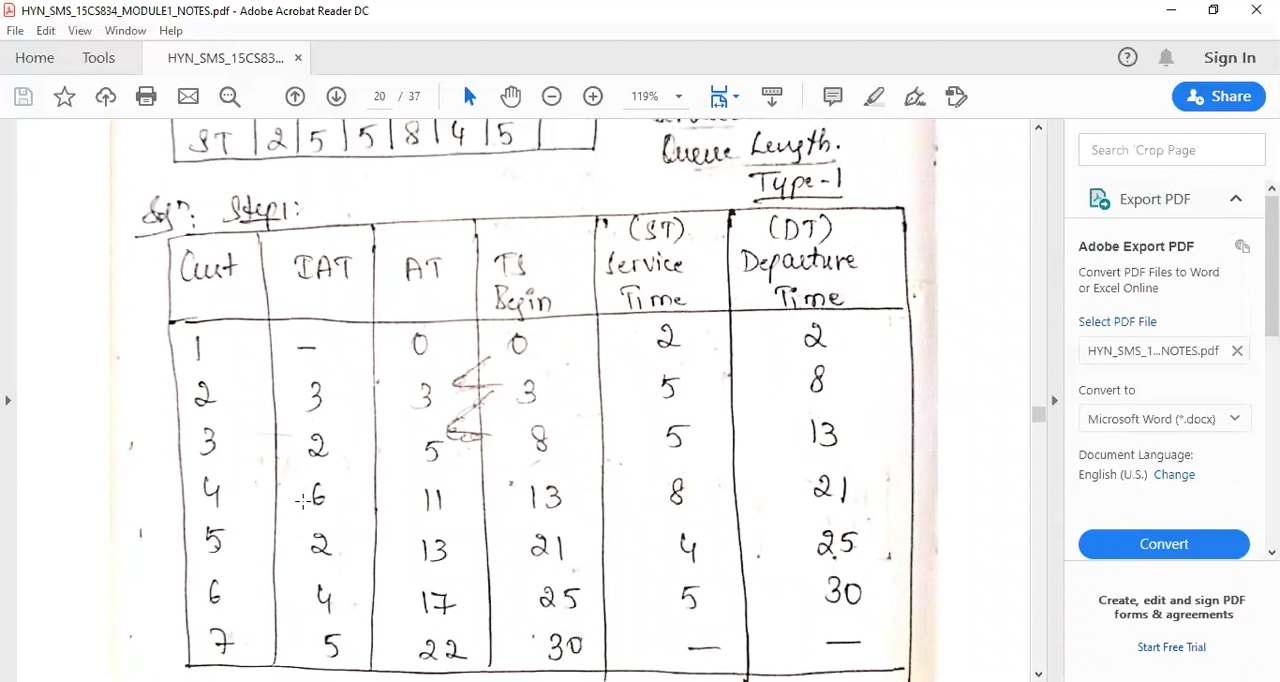 HYN_SMS_15CS834_MODULE1_NOTES.pdf - Adobe Acrobat Reader DC
File Edit View Window Help
Home Tools HYN_SMS_15CS83... × Sign In
20 / 37 119% Share
ST 2 5 5 8 4 5
Queue Length.
Type-1
Solⁿ: Step1:
Cust IAT AT TS Begin (ST) Service Time (DT) Departure Time
1 – 0 0 2 2
2 3 3 3 5 8
3 2 5 8 5 13
4 6 11 13 8 21
5 2 13 21 4 25
6 4 17 25 5 30
7 5 22 30 — —
Search 'Crop Page'
Export PDF
Adobe Export PDF
Convert PDF Files to Word
or Excel Online
Select PDF File
HYN_SMS_1...NOTES.pdf ×
Convert to
Microsoft Word (*.docx)
Document Language:
English (U.S.) Change
Convert
Create, edit and sign PDF
forms & agreements
Start Free Trial